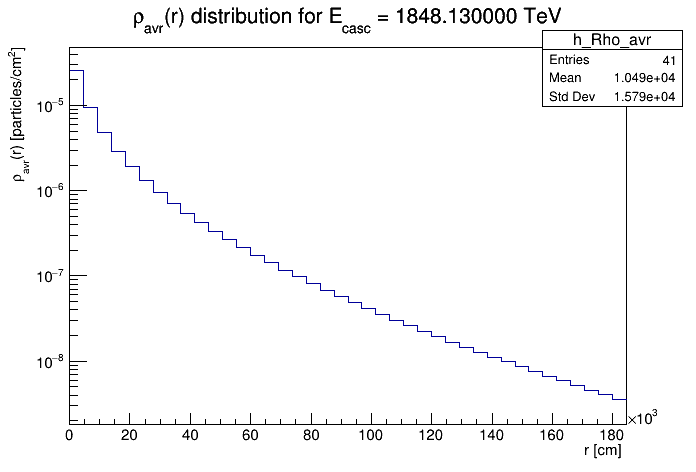 ρavr(r) distribution for Ecasc = 1848.130000 TeV
h_Rho_avr
Entries 41
Mean 1.049e+04
Std Dev 1.579e+04
ρavr(r) [particles/cm²]
10⁻⁵
10⁻⁶
10⁻⁷
10⁻⁸
0 20 40 60 80 100 120 140 160 180
×10³
r [cm]